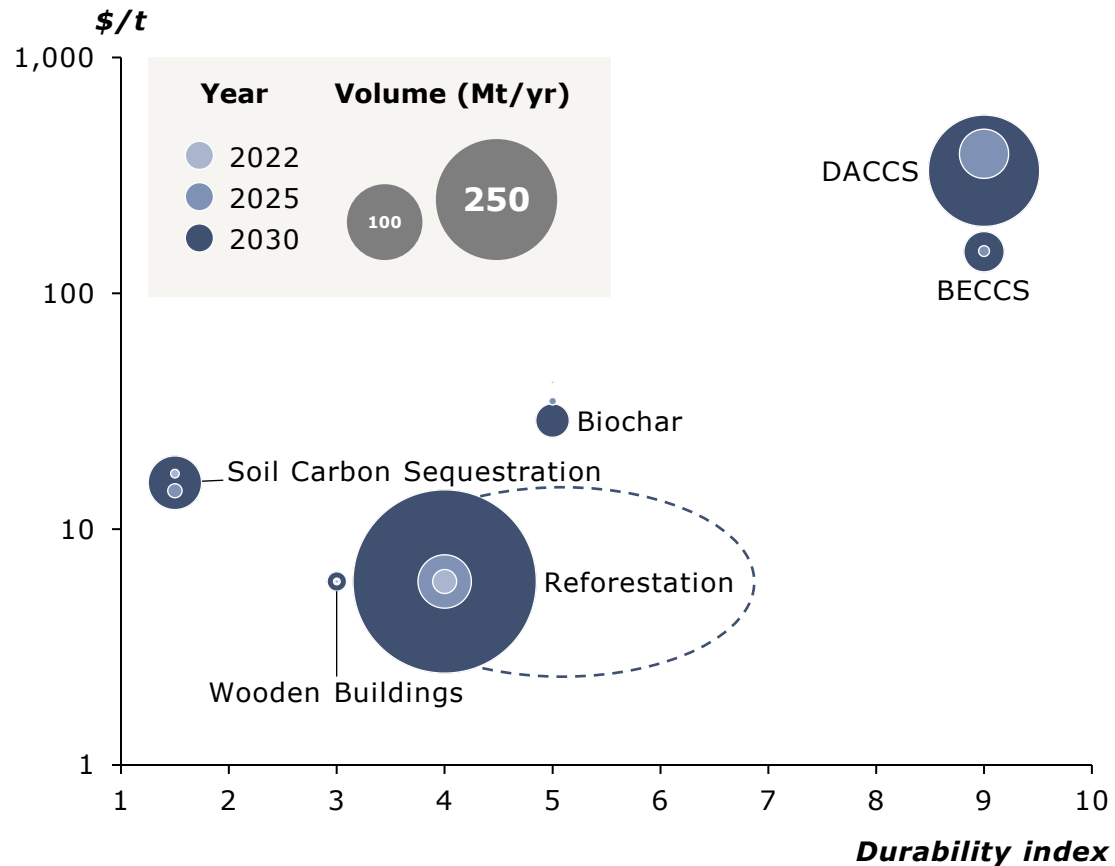 $/t
1,000
Year
Volume (Mt/yr)
2022
2025
2030
100
250
DACCS
100
BECCS
Biochar
Soil Carbon Sequestration
10
Reforestation
Wooden Buildings
1
1 2 3 4 5 6 7 8 9 10
Durability index